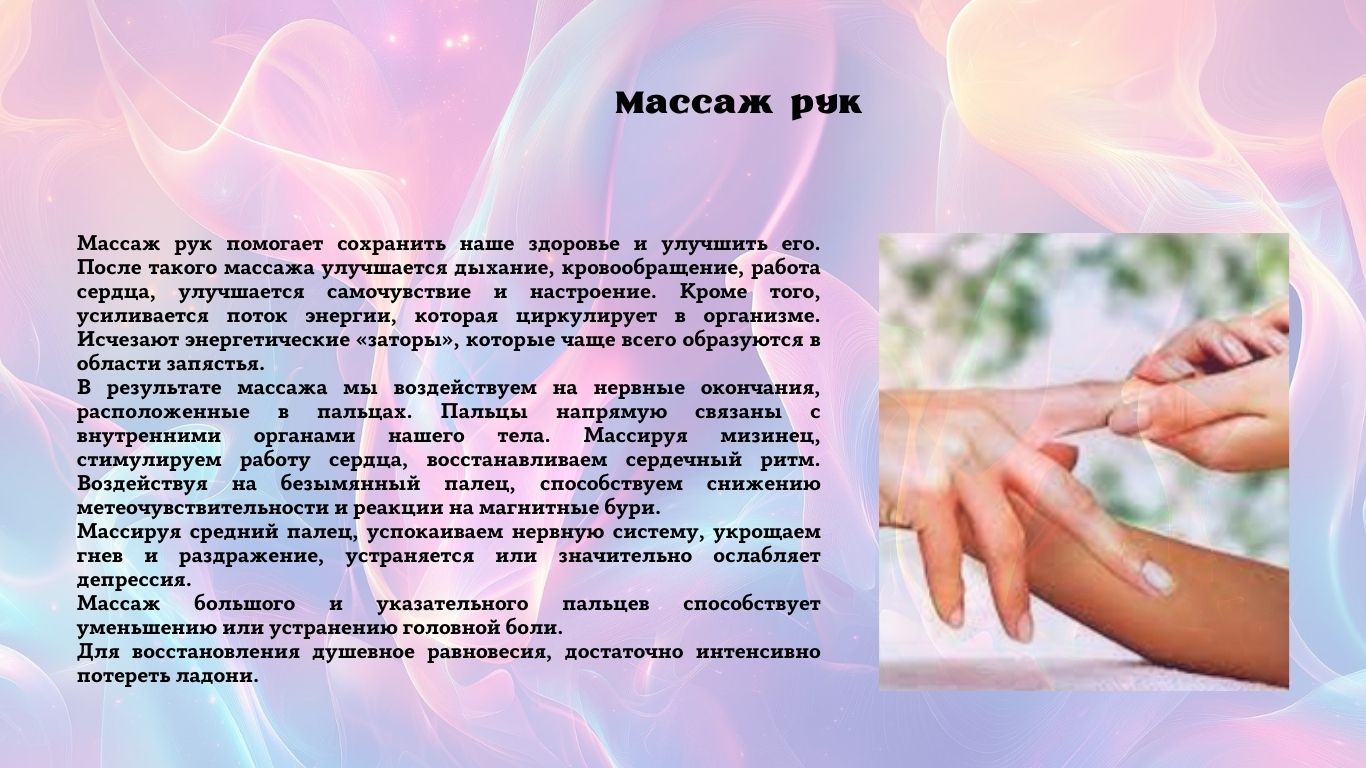 Массаж рук
Массаж рук помогает сохранить наше здоровье и улучшить его.
После такого массажа улучшается дыхание, кровообращение, работа
сердца, улучшается самочувствие и настроение. Кроме того,
усиливается поток энергии, которая циркулирует в организме.
Исчезают энергетические «заторы», которые чаще всего образуются в
области запястья.
В результате массажа мы воздействуем на нервные окончания,
расположенные в пальцах. Пальцы напрямую связаны с
внутренними органами нашего тела. Массируя мизинец,
стимулируем работу сердца, восстанавливаем сердечный ритм.
Воздействуя на безымянный палец, способствуем снижению
метеочувствительности и реакции на магнитные бури.
Массируя средний палец, успокаиваем нервную систему, укрощаем
гнев и раздражение, устраняется или значительно ослабляет
депрессия.
Массаж большого и указательного пальцев способствует
уменьшению или устранению головной боли.
Для восстановления душевное равновесия, достаточно интенсивно
потереть ладони.